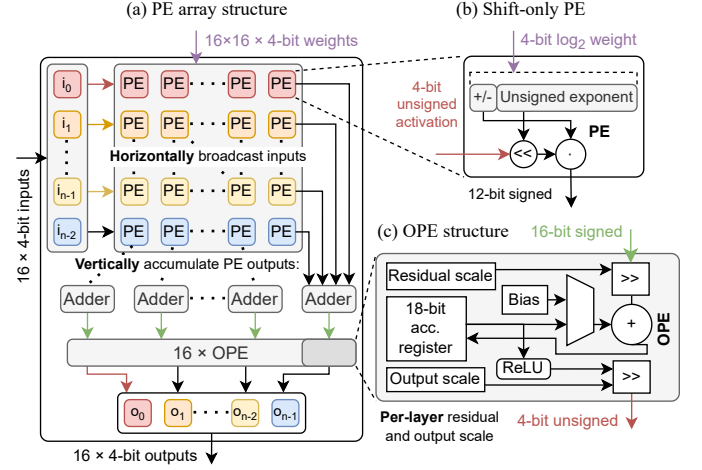 (a) PE array structure
16×16 × 4-bit weights
i0
PE PE PE PE
i1
PE PE PE PE
Horizontally broadcast inputs
in-1
PE PE PE PE
in-2
PE PE PE PE
16 × 4-bit inputs
Vertically accumulate PE outputs:
Adder Adder Adder Adder
16 × OPE
o0 o1 on-2 on-1
16 × 4-bit outputs
(b) Shift-only PE
4-bit log2 weight
4-bit
unsigned
activation
+/- Unsigned exponent
PE
<< ·
12-bit signed
(c) OPE structure
16-bit signed
Residual scale
>>
Bias
18-bit
acc.
register
+
OPE
ReLU
Output scale
>>
Per-layer residual
and output scale
4-bit unsigned